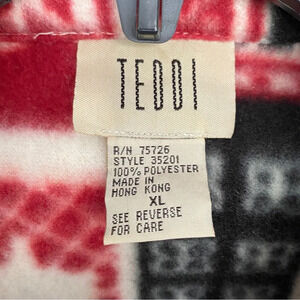 TEDDI
R/N 75726
STYLE 35201
100% POLYESTER
MADE IN
HONG KONG
XL
SEE REVERSE
FOR CARE